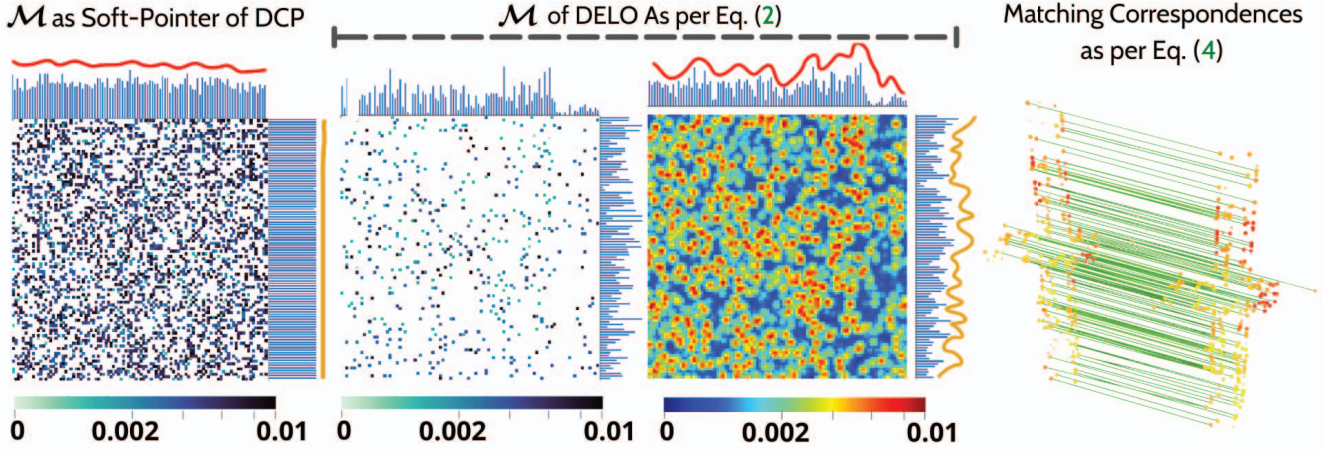 ℳ as Soft-Pointer of DCP
ℳ of DELO As per Eq. (2)
Matching Correspondences
as per Eq. (4)
0 0.002 0.01
0 0.002 0.01
0 0.002 0.01